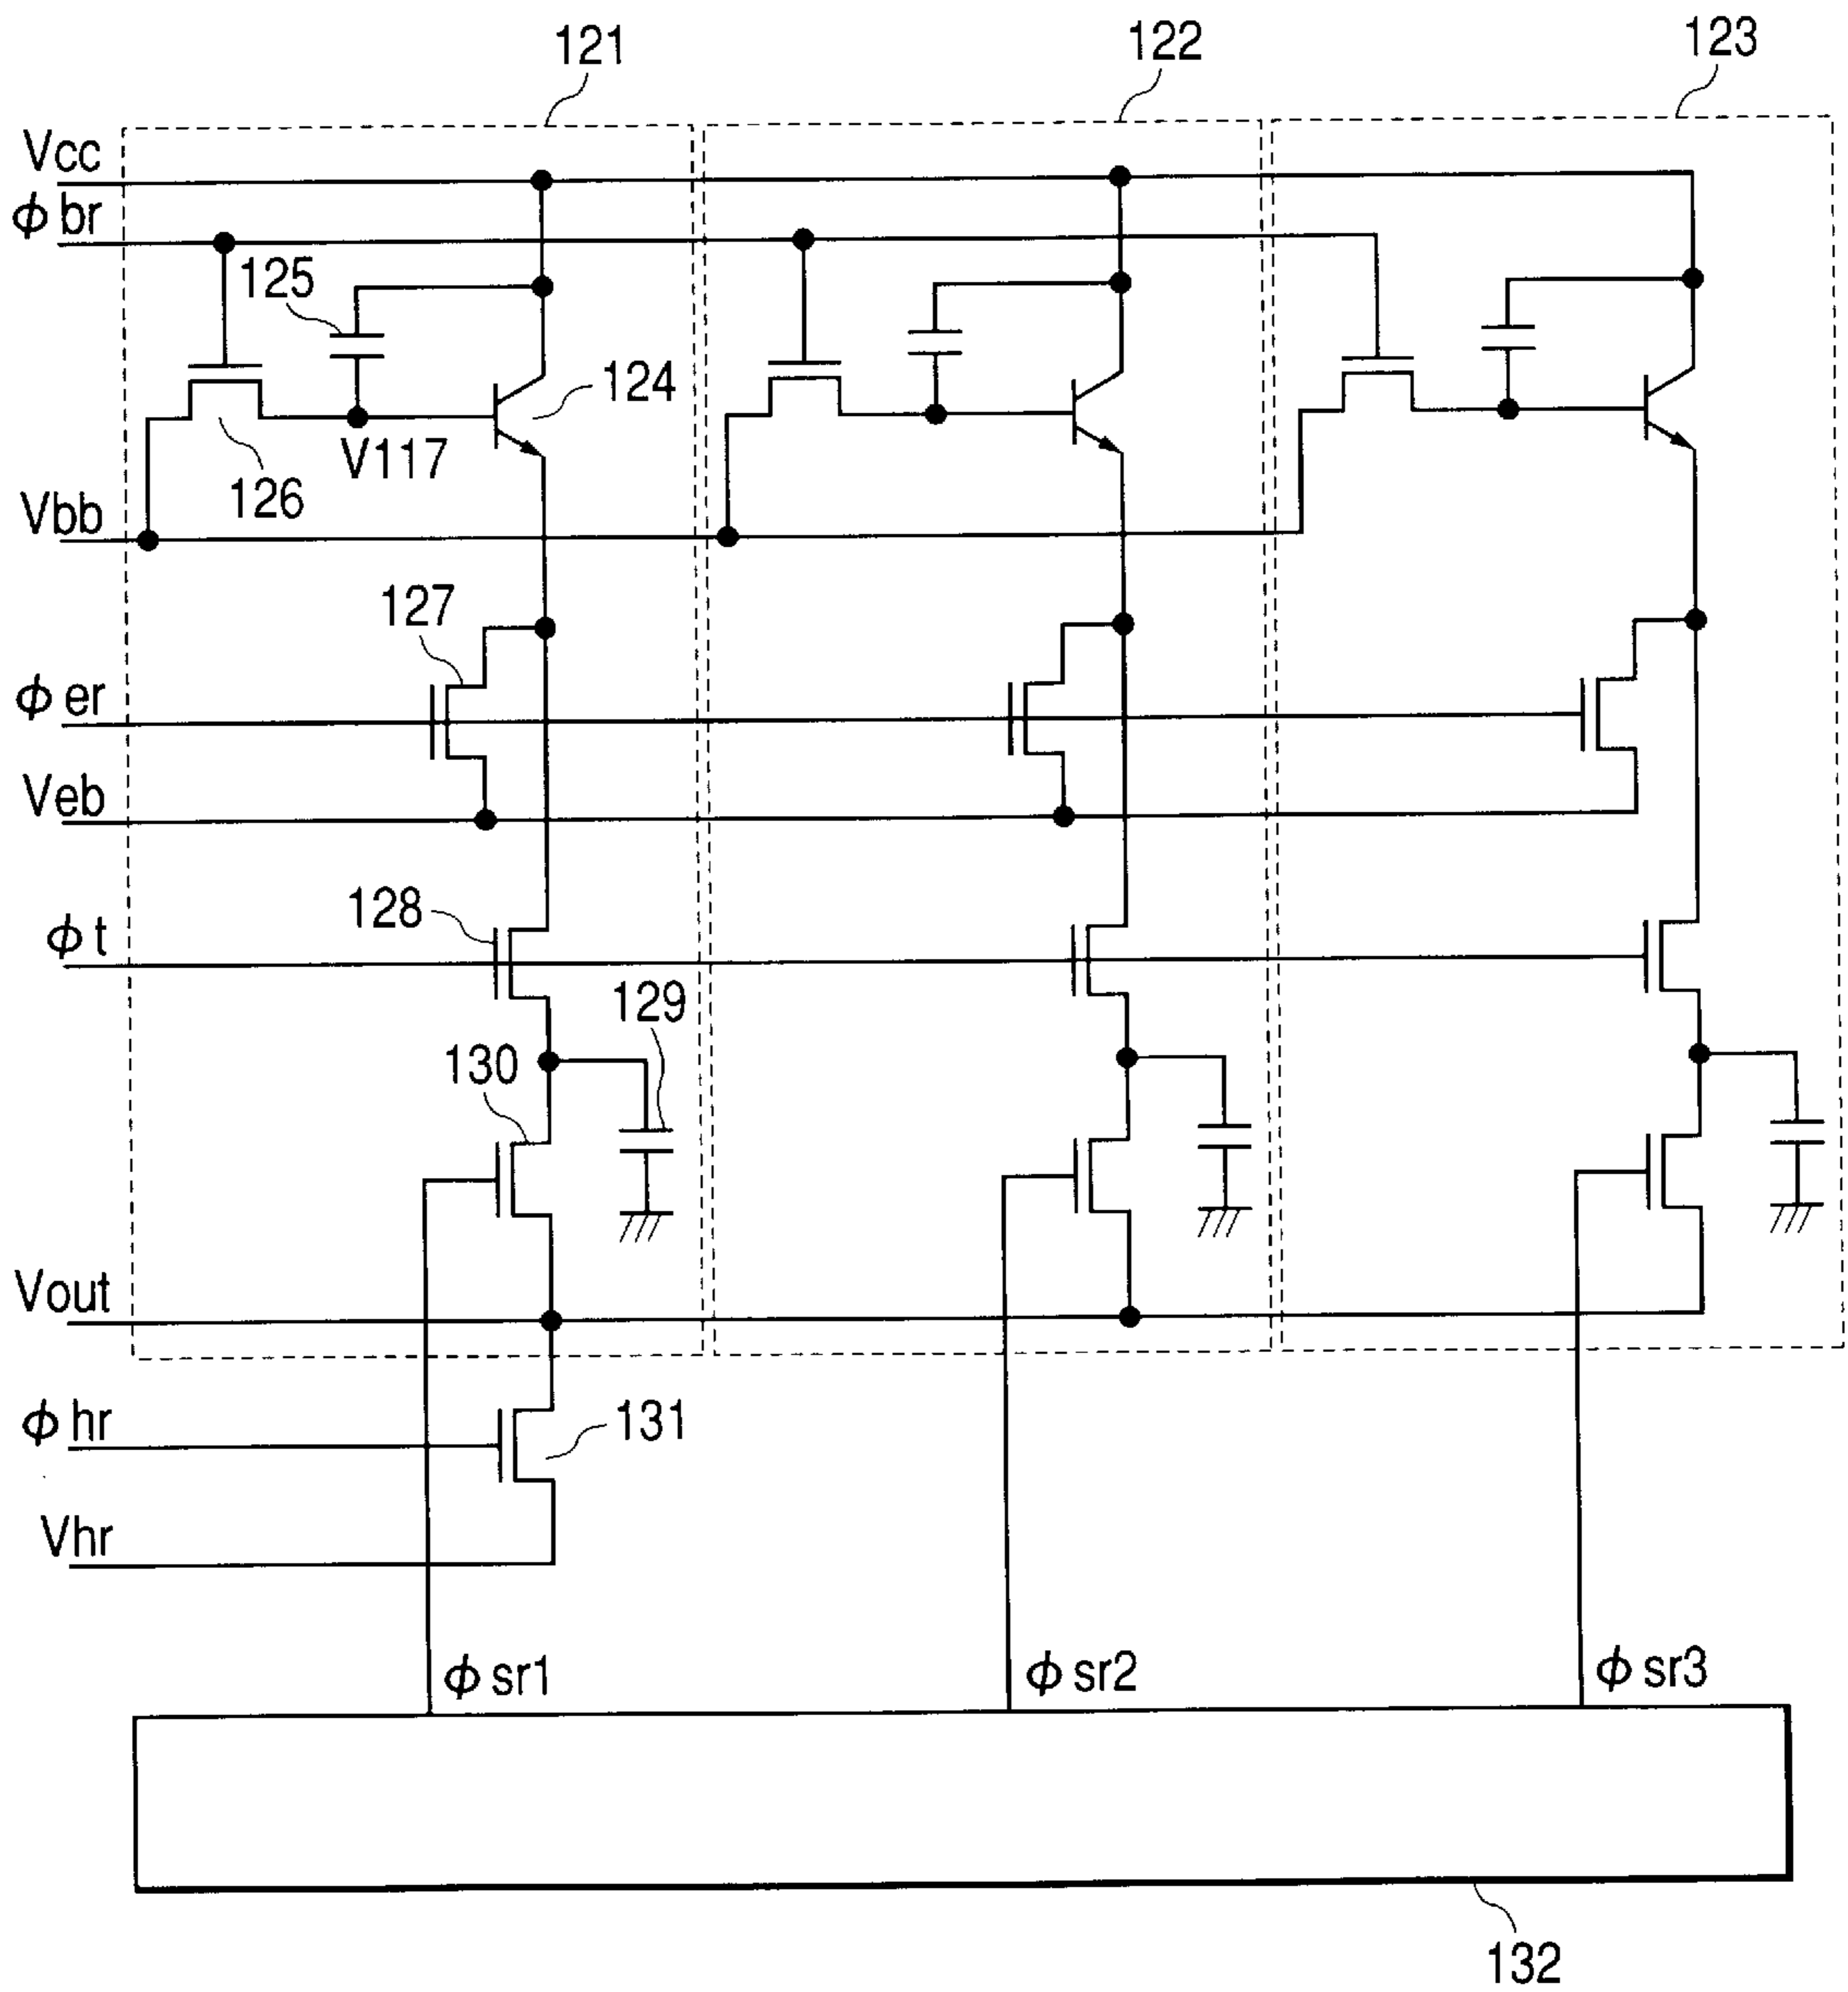 121
122
123
Vcc
ϕ br
125
124
V117
126
Vbb
127
ϕ er
Veb
128
ϕ t
129
130
Vout
ϕ hr
131
Vhr
ϕ sr1
ϕ sr2
ϕ sr3
132